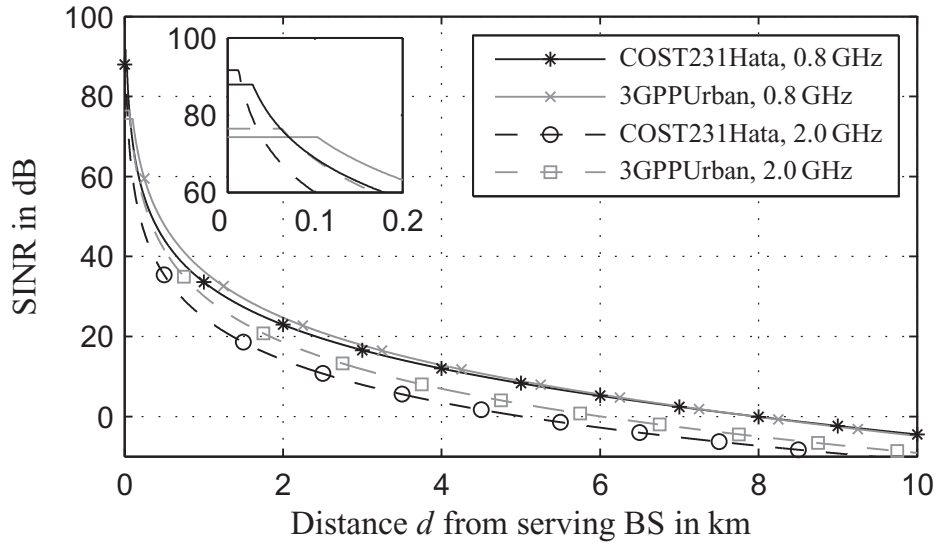 100
80
60
40
20
0
SINR in dB
100
80
60
0 0.1 0.2
COST231Hata, 0.8 GHz
3GPPUrban, 0.8 GHz
COST231Hata, 2.0 GHz
3GPPUrban, 2.0 GHz
0 2 4 6 8 10
Distance d from serving BS in km